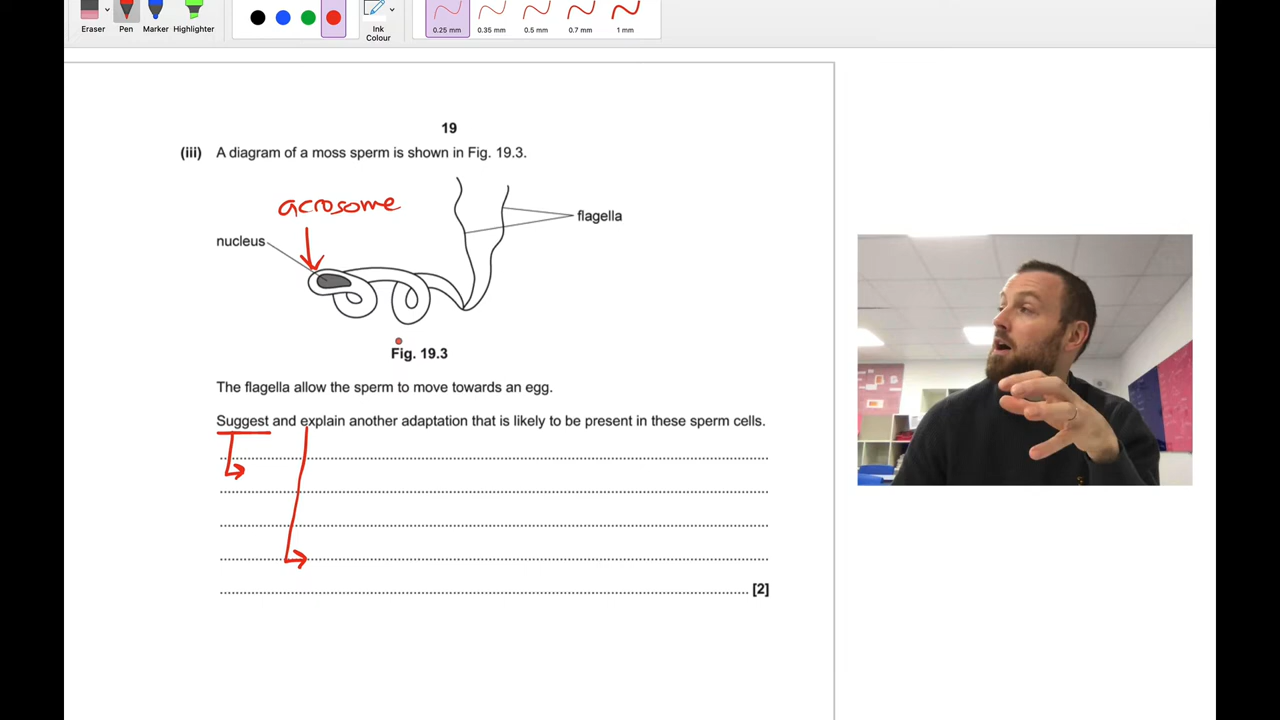 Eraser
Pen
Marker
Highlighter
Ink
Colour
0.25 mm
0.35 mm
0.5 mm
0.7 mm
1 mm
19
(iii) A diagram of a moss sperm is shown in Fig. 19.3.
acrosome
flagella
nucleus
Fig. 19.3
The flagella allow the sperm to move towards an egg.
Suggest and explain another adaptation that is likely to be present in these sperm cells.
[2]